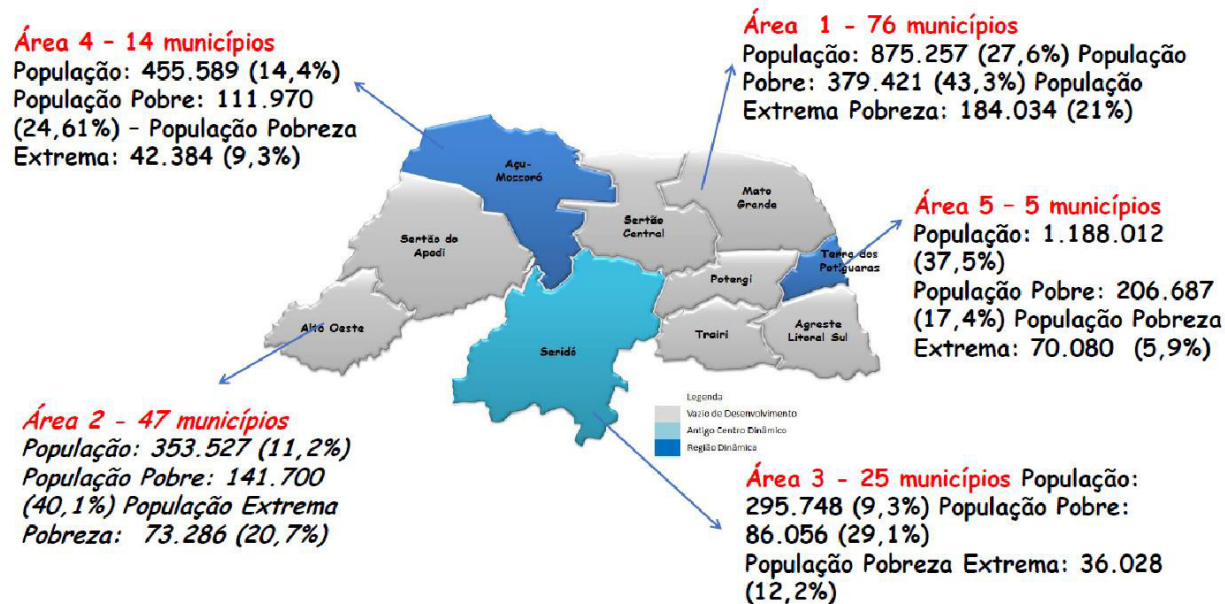 Área 4 – 14 municípios
População: 455.589 (14,4%)
População Pobre: 111.970
(24,61%) – População Pobreza
Extrema: 42.384 (9,3%)
Área 1 - 76 municípios
População: 875.257 (27,6%) População
Pobre: 379.421 (43,3%) População
Extrema Pobreza: 184.034 (21%)
Açu-
Mossoró
Mato
Grande
Sertão
Central
Sertão do
Apodi
Área 5 – 5 municípios
População: 1.188.012
(37,5%)
População Pobre: 206.687
(17,4%) População Pobreza
Extrema: 70.080 (5,9%)
Terra dos
Potiguaras
Potengi
Alto Oeste
Seridó
Trairi
Agreste
Litoral Sul
Legenda
Vazio de Desenvolvimento
Antigo Centro Dinâmico
Região Dinâmica
Área 2 - 47 municípios
População: 353.527 (11,2%)
População Pobre: 141.700
(40,1%) População Extrema
Pobreza: 73.286 (20,7%)
Área 3 - 25 municípios População:
295.748 (9,3%) População Pobre:
86.056 (29,1%)
População Pobreza Extrema: 36.028
(12,2%)